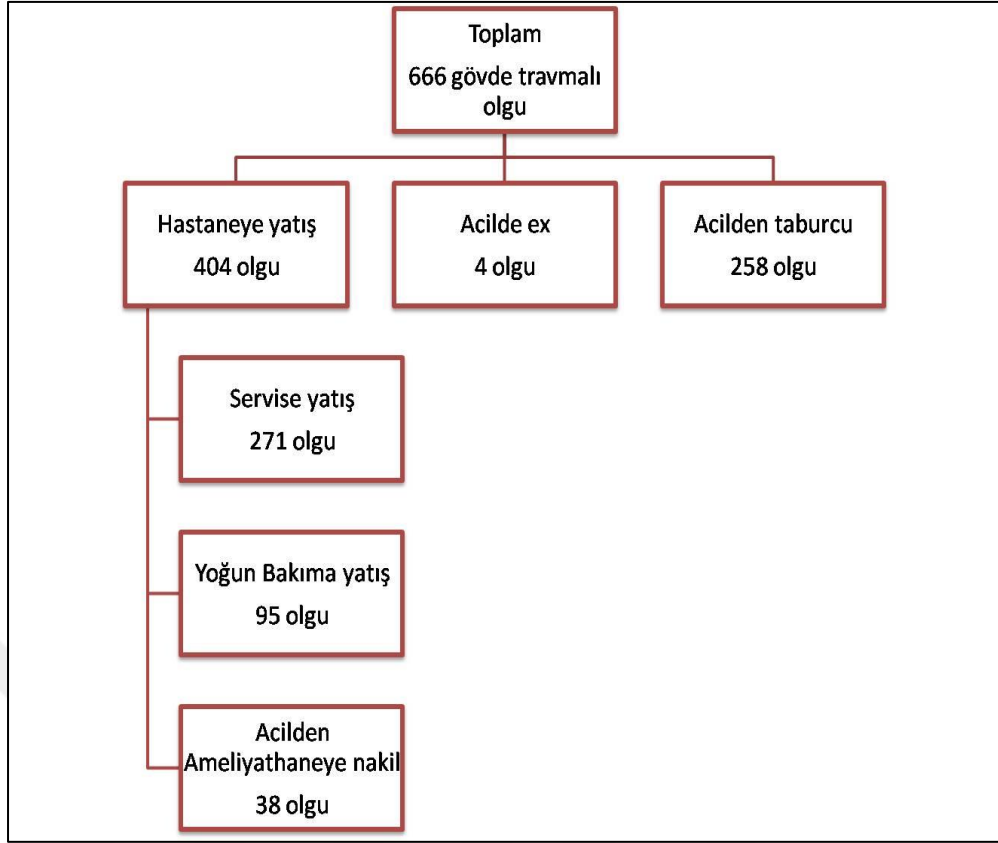 Toplam
666 gövde travmalı
olgu
Hastaneye yatış
404 olgu
Acilde ex
4 olgu
Acilden taburcu
258 olgu
Servise yatış
271 olgu
Yoğun Bakıma yatış
95 olgu
Acilden
Ameliyathaneye nakil
38 olgu